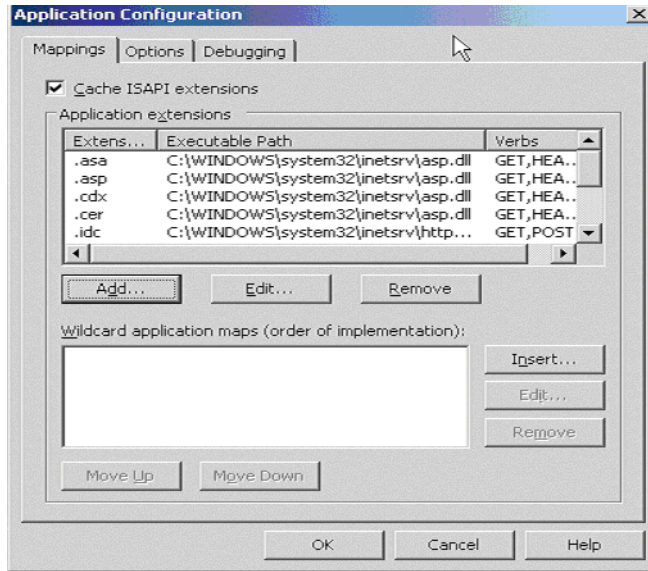 Application Configuration
Mappings Options Debugging
Cache ISAPI extensions
Application extensions
Extens... Executable Path Verbs
.asa C:\WINDOWS\system32\inetsrv\asp.dll GET,HEA..
.asp C:\WINDOWS\system32\inetsrv\asp.dll GET,HEA..
.cdx C:\WINDOWS\system32\inetsrv\asp.dll GET,HEA..
.cer C:\WINDOWS\system32\inetsrv\asp.dll GET,HEA..
.idc C:\WINDOWS\system32\inetsrv\http... GET,POST
Add... Edit... Remove
Wildcard application maps (order of implementation):
Insert...
Edit...
Remove
Move Up Move Down
OK Cancel Help